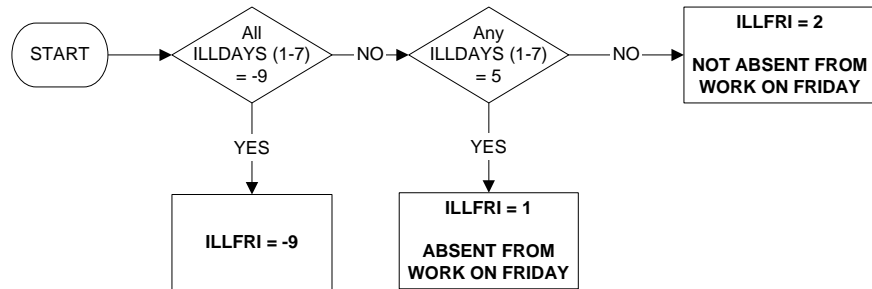 START
All
ILLDAYS (1-7)
= -9
NO
Any
ILLDAYS (1-7)
= 5
NO
ILLFRI = 2
NOT ABSENT FROM
WORK ON FRIDAY
YES
YES
ILLFRI = -9
ILLFRI = 1
ABSENT FROM
WORK ON FRIDAY